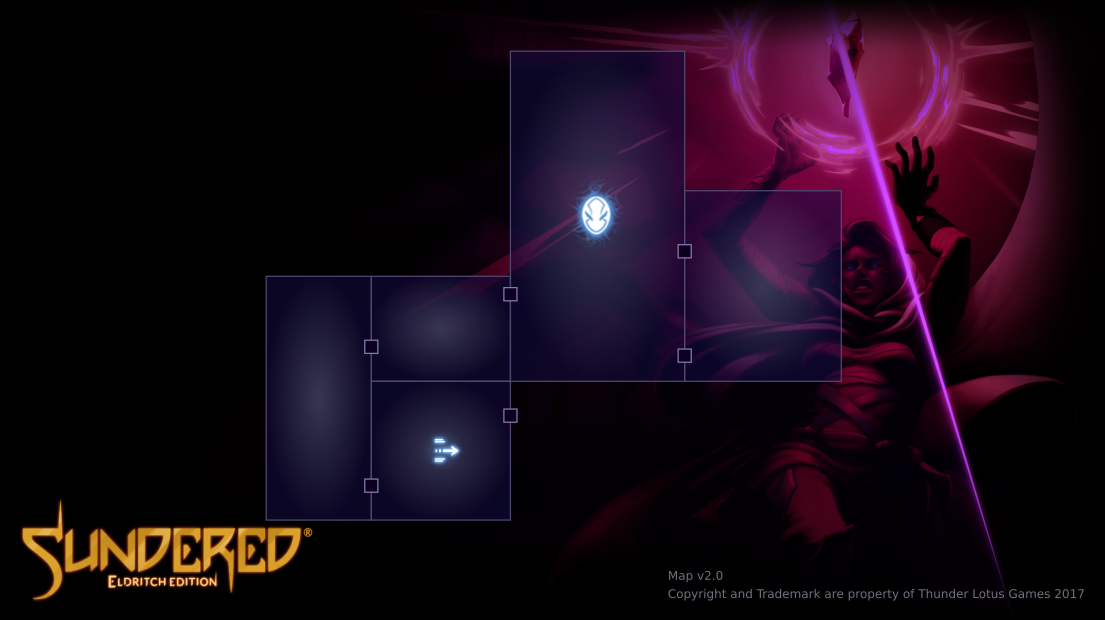 SUNDERED®
ELDRITCH EDITION
Map v2.0
Copyright and Trademark are property of Thunder Lotus Games 2017